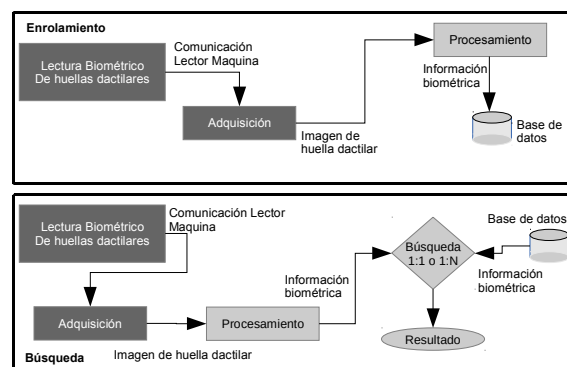 Enrolamiento
Lectura Biométrico
De huellas dactilares
Comunicación
Lector Maquina
Adquisición
Imagen de
huella dactilar
Procesamiento
Información
biométrica
Base de
datos
Lectura Biométrico
De huellas dactilares
Comunicación Lector
Maquina
Adquisición
Imagen de huella dactilar
Procesamiento
Información
biométrica
Búsqueda
1:1 o 1:N
Base de datos
Información
biométrica
Resultado
Búsqueda